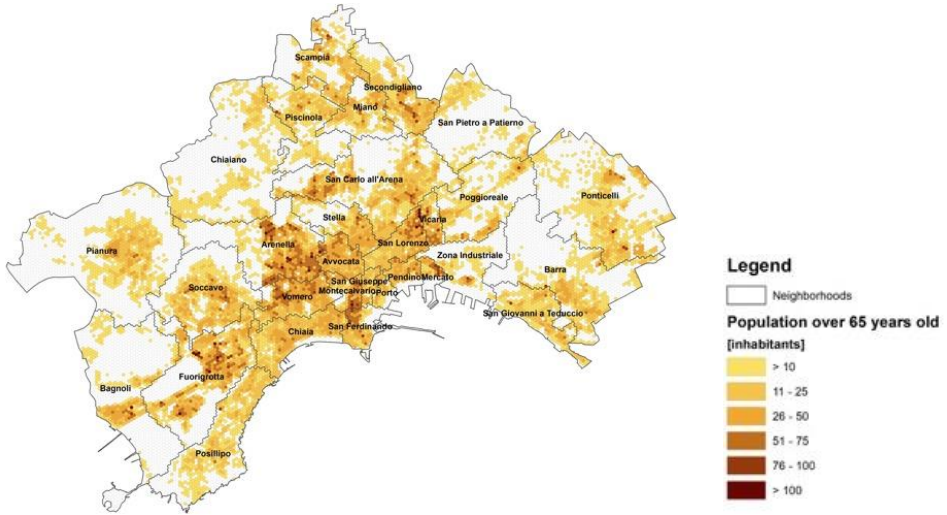 Scampia
Secondigliano
Miano
Piscinola
San Pietro a Patierno
Chiaiano
San Carlo all'Arena
Ponticelli
Poggioreale
Stella
Vicaria
Arenella
San Lorenzo
Pianura
Avvocata
Zona Industriale
Barra
San Giuseppe
Pendino
Mercato
Soccavo
Montecalvario
Porto
Vomero
San Giovanni a Teduccio
San Ferdinando
Chiaia
Fuorigrotta
Bagnoli
Posillipo
Legend
Neighborhoods
Population over 65 years old
[inhabitants]
> 10
11 - 25
26 - 50
51 - 75
76 - 100
> 100